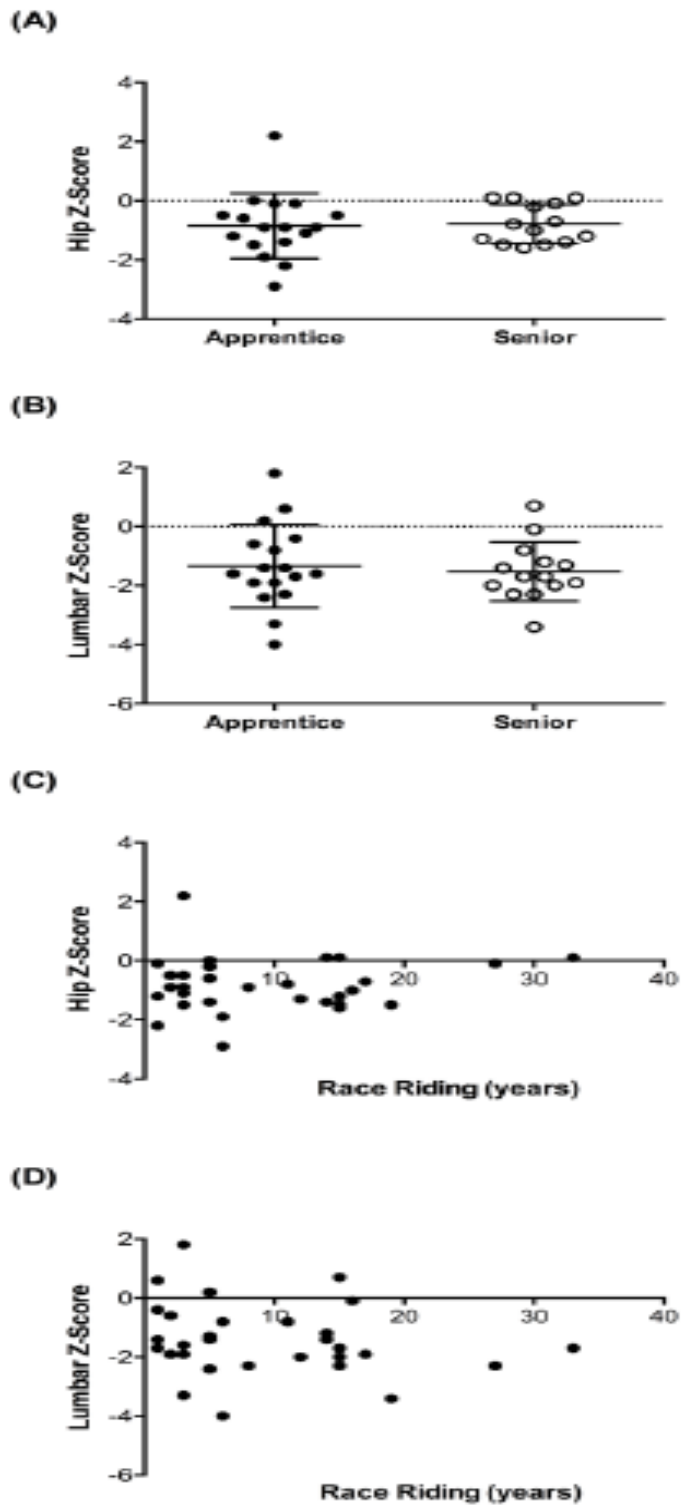 (A)
4
2
0
-2
-4
Hip Z-Score
Apprentice Senior
(B)
2
0
-2
-4
-6
Lumbar Z-Score
Apprentice Senior
(C)
4
2
0
-2
-4
Hip Z-Score
10 20 30 40
Race Riding (years)
(D)
2
0
-2
-4
-6
Lumbar Z-Score
10 20 30 40
Race Riding (years)